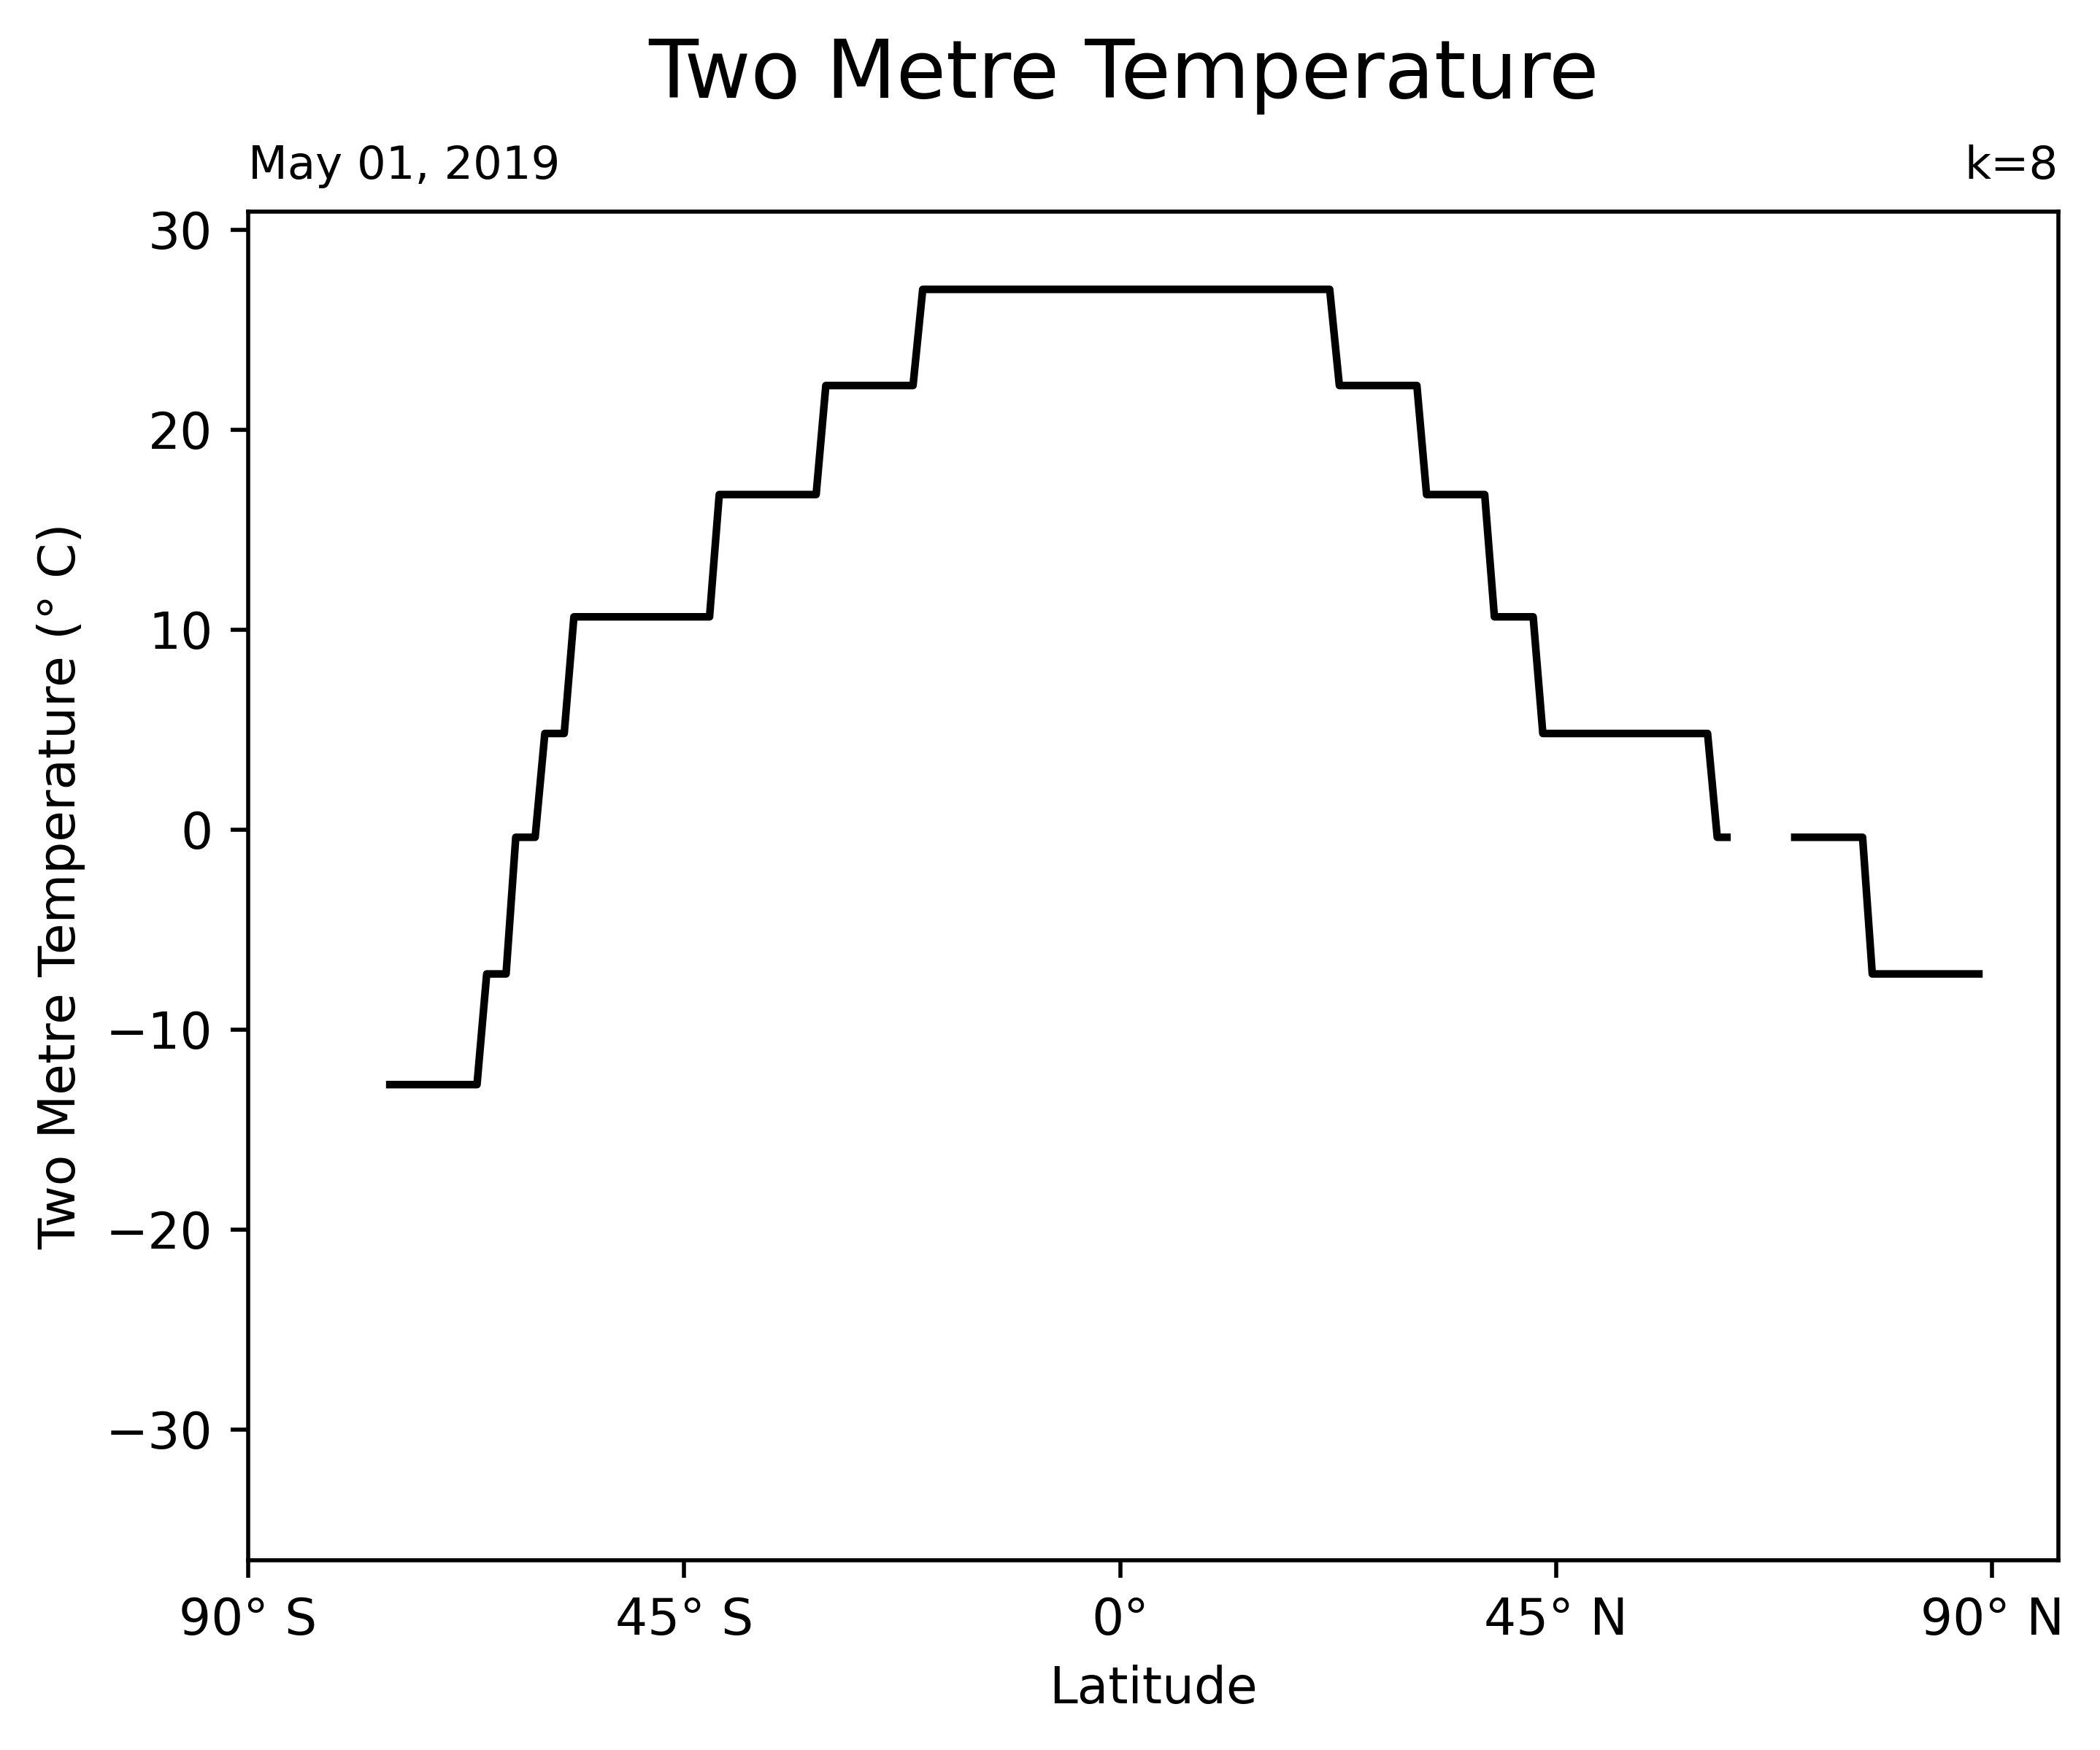 Two Metre Temperature
May 01, 2019
k=8
30
20
10
0
−10
−20
−30
Two Metre Temperature (° C)
90° S
45° S
0°
45° N
90° N
Latitude